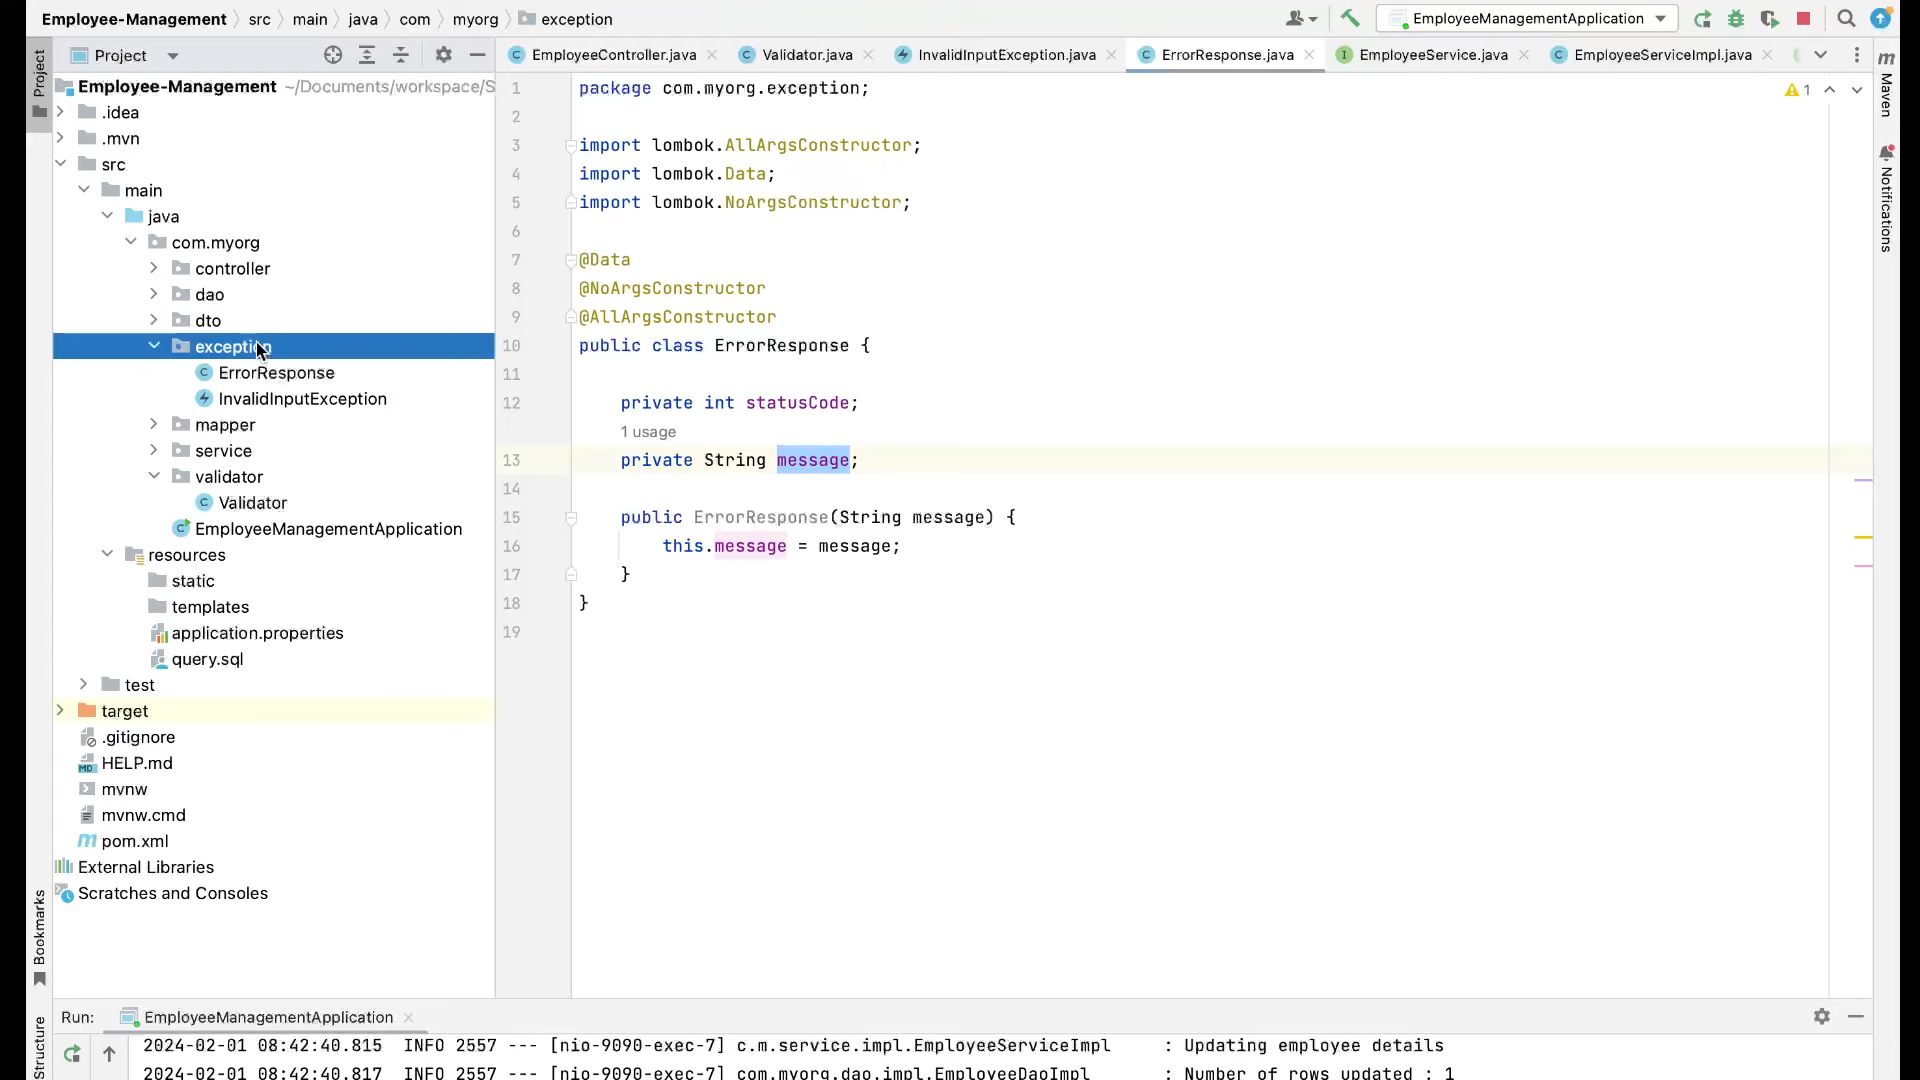 Employee-Management src main java com myorg exception EmployeeManagementApplication
Project
EmployeeController.java Validator.java InvalidInputException.java ErrorResponse.java EmployeeService.java EmployeeServiceImpl.java
Project
Employee-Management ~/Documents/workspace/S
.idea
.mvn
src
main
java
com.myorg
controller
dao
dto
exception
ErrorResponse
InvalidInputException
mapper
service
validator
Validator
EmployeeManagementApplication
resources
static
templates
application.properties
query.sql
test
target
.gitignore
HELP.md
mvnw
mvnw.cmd
pom.xml
External Libraries
Scratches and Consoles
Bookmarks
Structure
1 package com.myorg.exception;
2
3 import lombok.AllArgsConstructor;
4 import lombok.Data;
5 import lombok.NoArgsConstructor;
6
7 @Data
8 @NoArgsConstructor
9 @AllArgsConstructor
10 public class ErrorResponse {
11
12 private int statusCode;
1 usage
13 private String message;
14
15 public ErrorResponse(String message) {
16 this.message = message;
17 }
18 }
19
1
Maven
Notifications
Run: EmployeeManagementApplication
2024-02-01 08:42:40.815 INFO 2557 --- [nio-9090-exec-7] c.m.service.impl.EmployeeServiceImpl : Updating employee details
2024-02-01 08:42:40.817 INFO 2557 --- [nio-9090-exec-7] com.myorg.dao.impl.EmployeeDaoImpl : Number of rows updated : 1